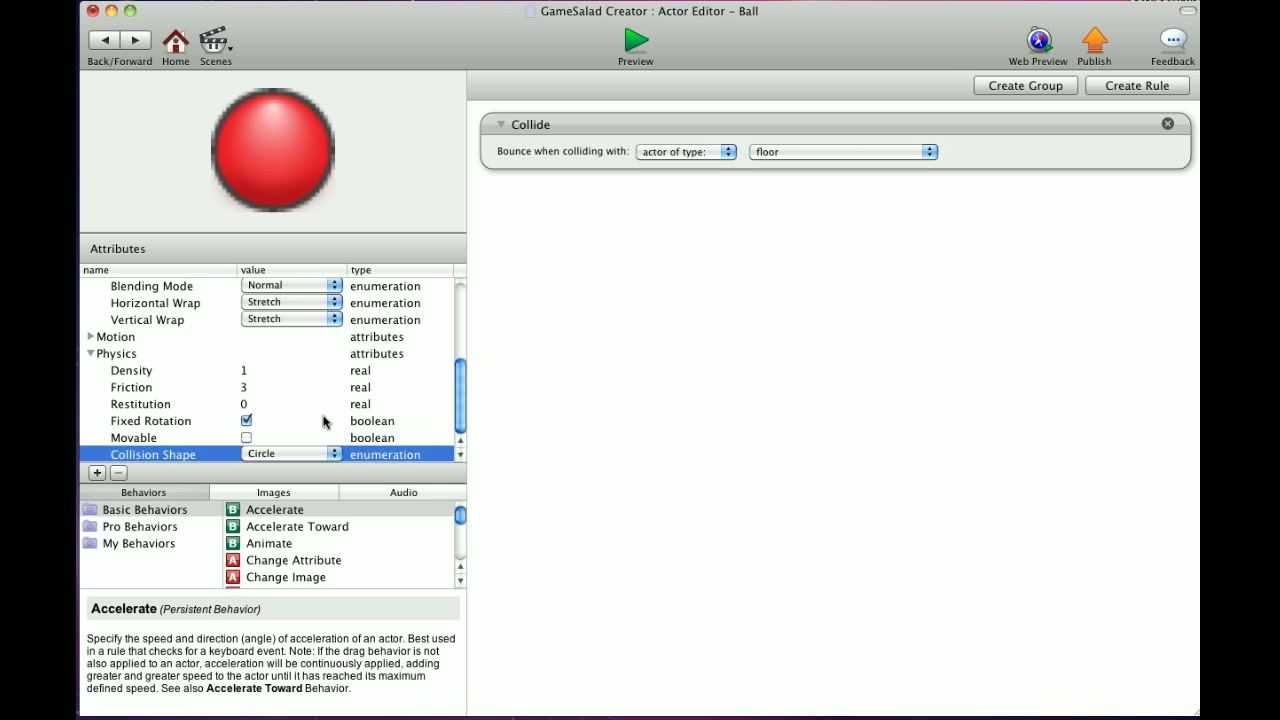 GameSalad Creator : Actor Editor – Ball
Back/Forward Home Scenes Preview Web Preview Publish Feedback
Create Group Create Rule
Collide
Bounce when colliding with: actor of type: floor
Attributes
name value type
Blending Mode Normal enumeration
Horizontal Wrap Stretch enumeration
Vertical Wrap Stretch enumeration
Motion attributes
Physics attributes
Density 1 real
Friction 3 real
Restitution 0 real
Fixed Rotation boolean
Movable boolean
Collision Shape Circle enumeration
Behaviors Images Audio
Basic Behaviors B Accelerate
Pro Behaviors B Accelerate Toward
My Behaviors B Animate
A Change Attribute
A Change Image
Accelerate (Persistent Behavior)
Specify the speed and direction (angle) of acceleration of an actor. Best used
in a rule that checks for a keyboard event. Note: If the drag behavior is
not also applied to an actor, acceleration will be continuously applied, adding
greater and greater speed to the actor until it has reached its maximum
defined speed. See also Accelerate Toward Behavior.